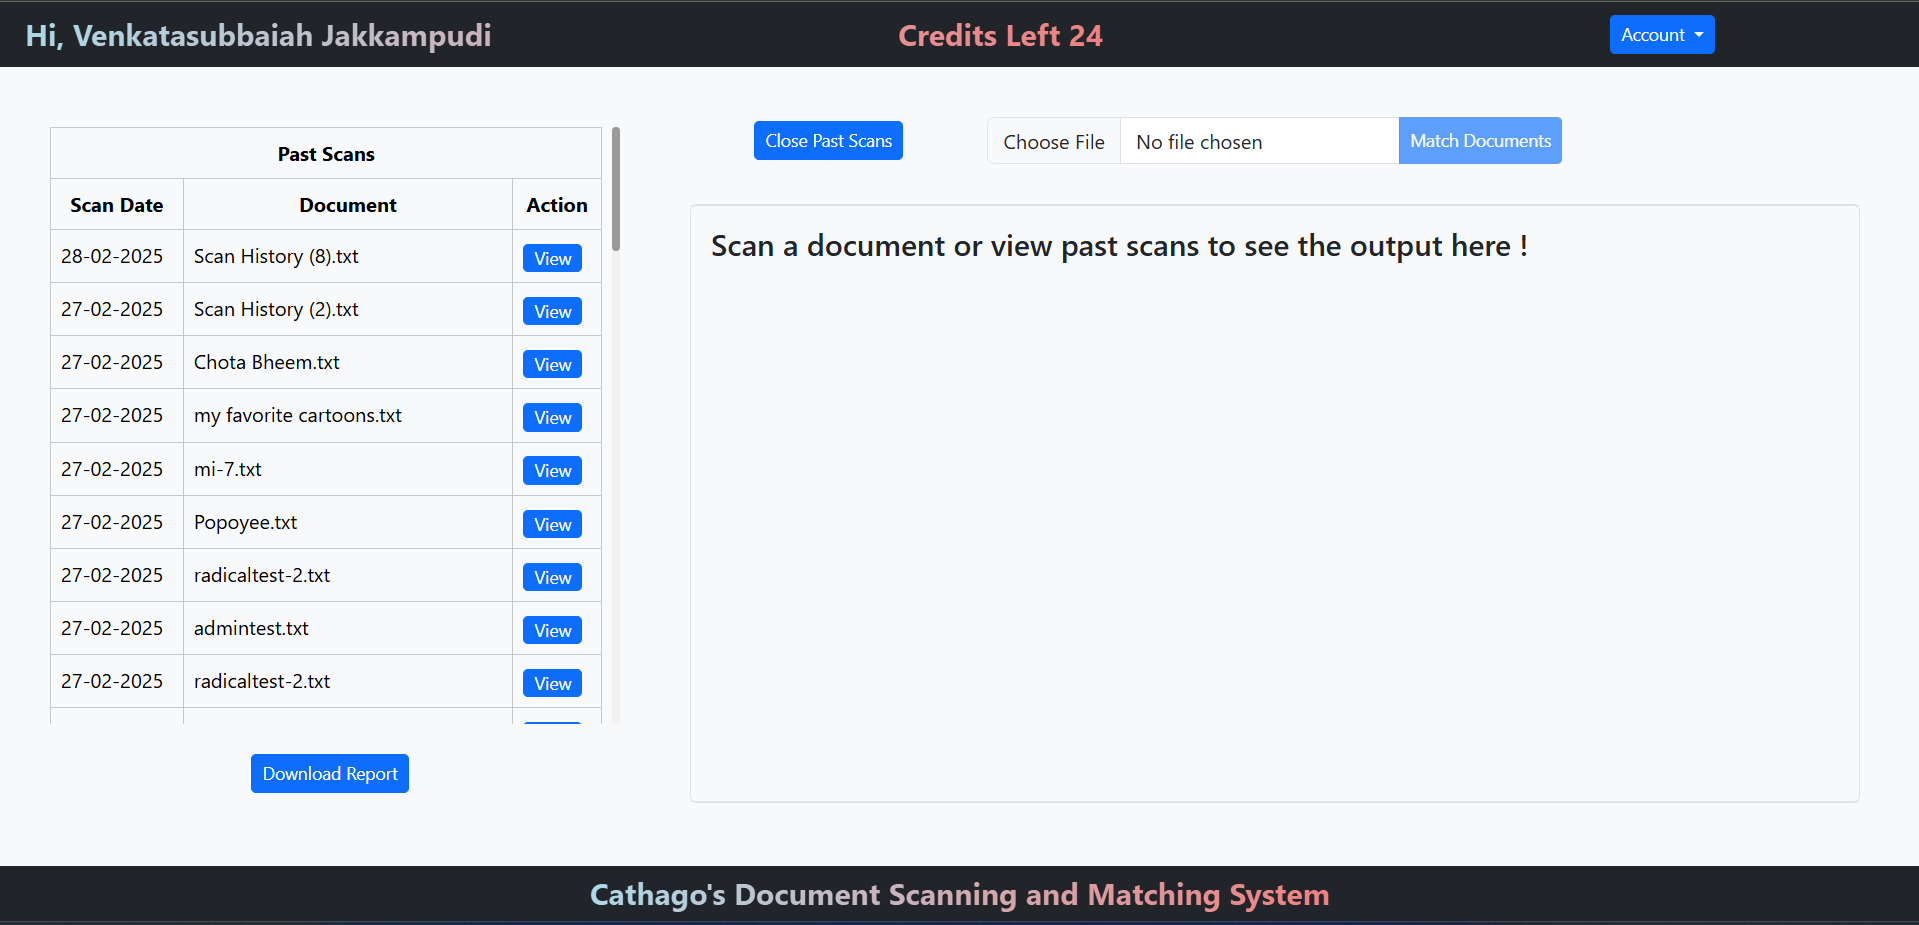 Hi, Venkatasubbaiah Jakkampudi
Credits Left 24
Account
Past Scans
Scan Date Document Action
28-02-2025 Scan History (8).txt View
27-02-2025 Scan History (2).txt View
27-02-2025 Chota Bheem.txt View
27-02-2025 my favorite cartoons.txt View
27-02-2025 mi-7.txt View
27-02-2025 Popoyee.txt View
27-02-2025 radicaltest-2.txt View
27-02-2025 admintest.txt View
27-02-2025 radicaltest-2.txt View
Download Report
Close Past Scans
Choose File No file chosen Match Documents
Scan a document or view past scans to see the output here !
Cathago's Document Scanning and Matching System